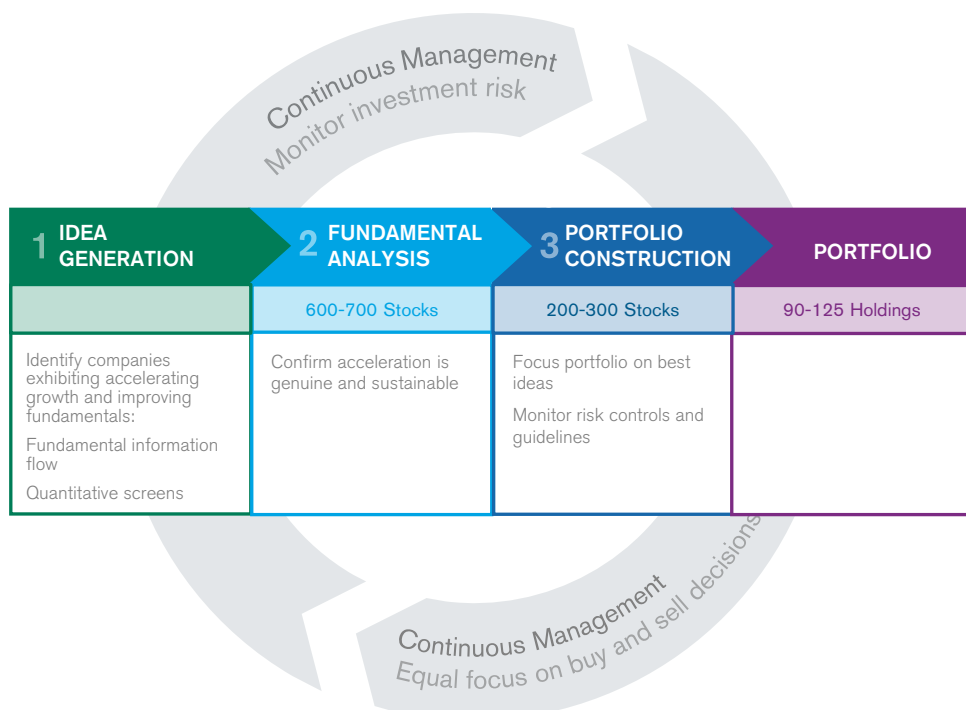 Continuous Management
Monitor investment risk
1 IDEA
GENERATION
2 FUNDAMENTAL
ANALYSIS
3 PORTFOLIO
CONSTRUCTION
PORTFOLIO
600-700 Stocks
200-300 Stocks
90-125 Holdings
Identify companies
exhibiting accelerating
growth and improving
fundamentals:
Fundamental information
flow
Quantitative screens
Confirm acceleration is
genuine and sustainable
Focus portfolio on best
ideas
Monitor risk controls and
guidelines
Continuous Management
Equal focus on buy and sell decisions